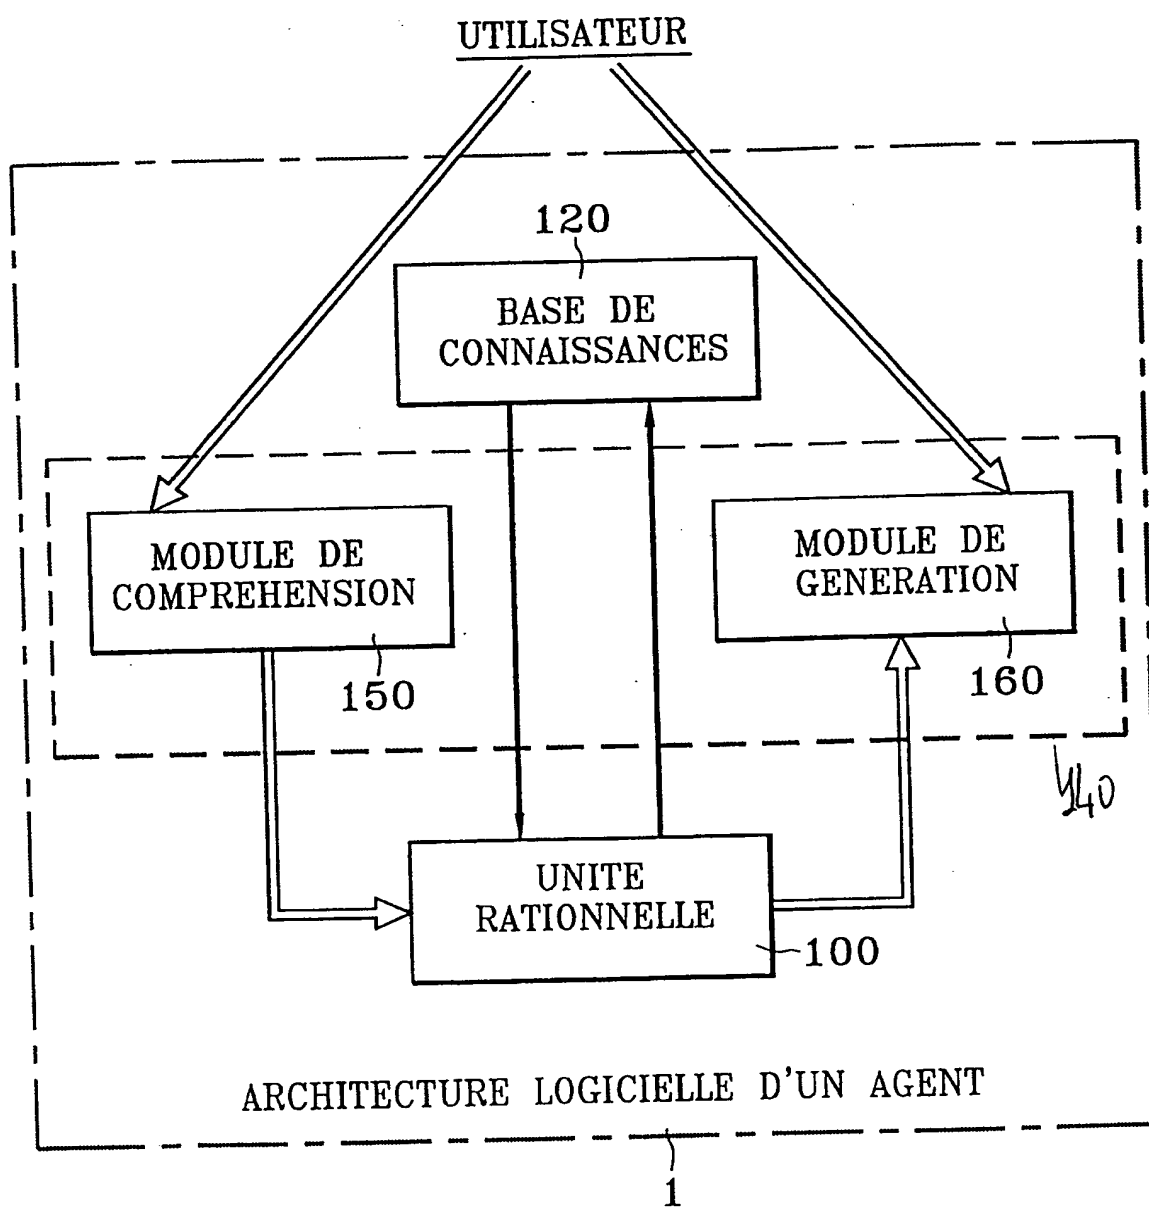 UTILISATEUR
120
BASE DE
CONNAISSANCES
MODULE DE
COMPREHENSION
150
MODULE DE
GENERATION
160
140
UNITE
RATIONNELLE
100
ARCHITECTURE LOGICIELLE D'UN AGENT
1